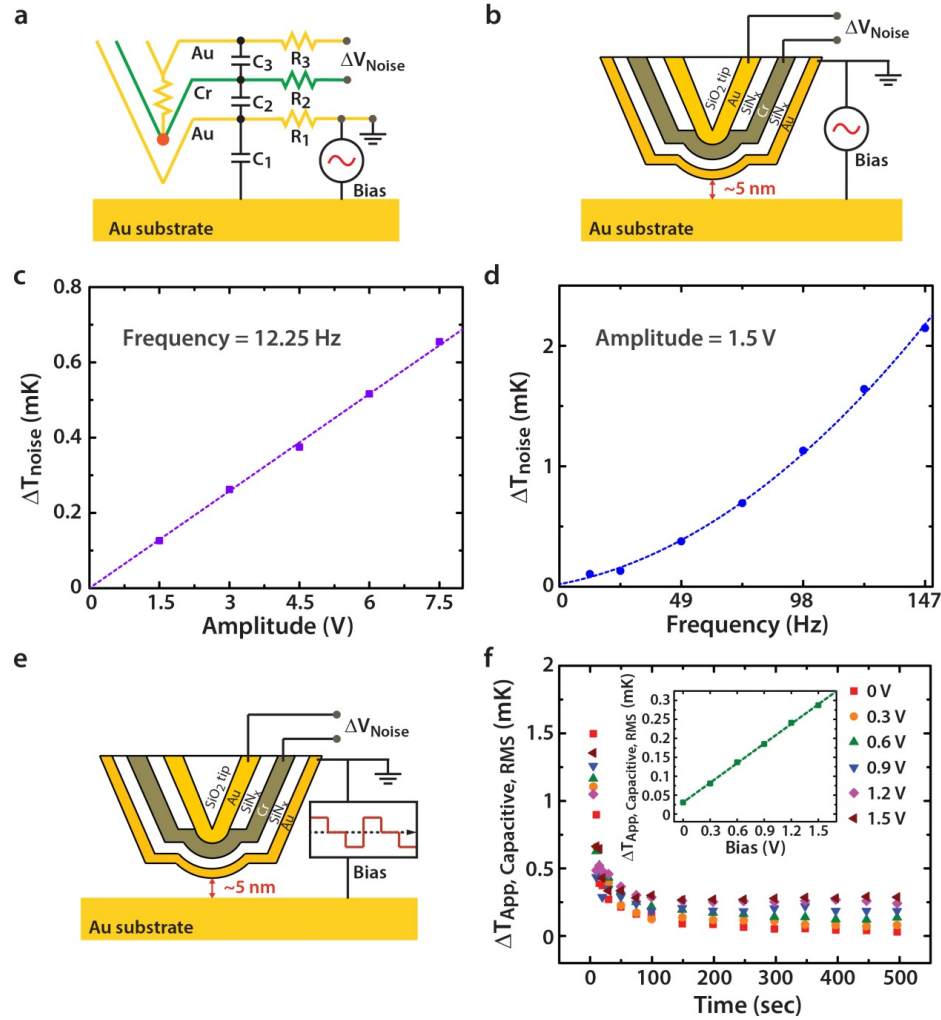 a
Au
C3
R3
ΔVNoise
Cr
C2
R2
Au
R1
C1
Bias
Au substrate
b
ΔVNoise
SiO2 tip
Au
SiNx
Cr
SiNx
Au
~5 nm
Bias
Au substrate
c
0.8
0.6
0.4
0.2
0
ΔTnoise (mK)
Frequency = 12.25 Hz
0 1.5 3 4.5 6 7.5
Amplitude (V)
d
2
1
0
ΔTnoise (mK)
Amplitude = 1.5 V
0 49 98 147
Frequency (Hz)
e
ΔVNoise
SiO2 tip
Au
SiNx
Cr
SiNx
Au
~5 nm
Bias
Au substrate
f
2
1.5
1
0.5
0
ΔTApp, Capacitive, RMS (mK)
0.3
0.25
0.2
0.15
0.1
0.05
ΔTApp, Capacitive, RMS (mK)
0 0.3 0.6 0.9 1.2 1.5
Bias (V)
0 V
0.3 V
0.6 V
0.9 V
1.2 V
1.5 V
0 100 200 300 400 500
Time (sec)